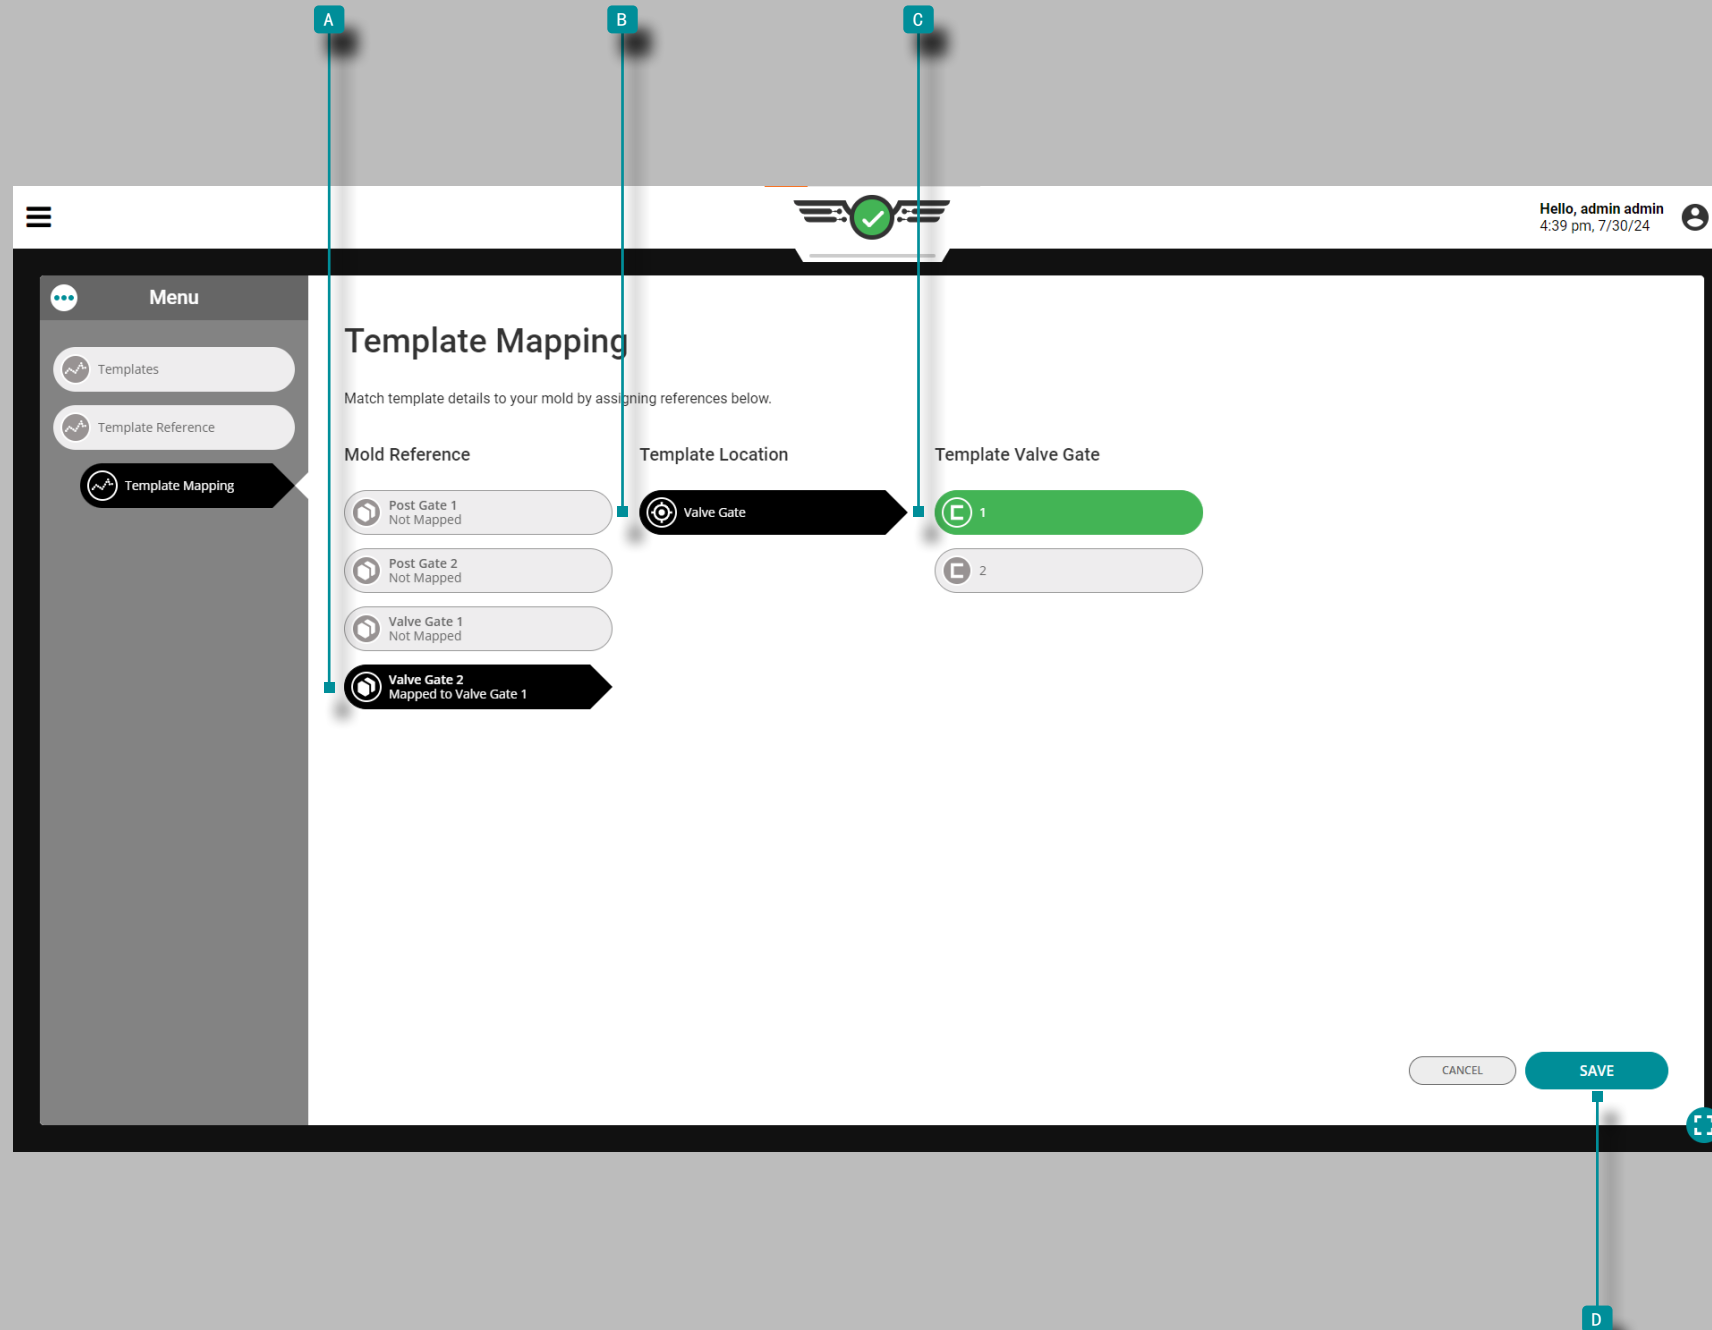 A
B
C
Hello, admin admin
4:39 pm, 7/30/24
Menu
Templates
Template Reference
Template Mapping
Template Mapping
Match template details to your mold by assigning references below.
Mold Reference
Template Location
Template Valve Gate
Post Gate 1
Not Mapped
Valve Gate
1
Post Gate 2
Not Mapped
2
Valve Gate 1
Not Mapped
Valve Gate 2
Mapped to Valve Gate 1
CANCEL
SAVE
D